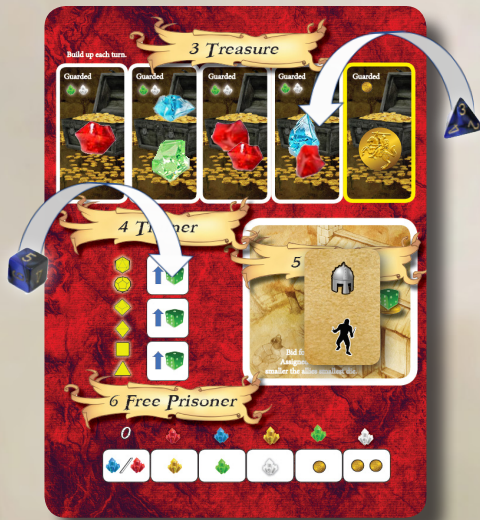 3 Treasure
Build up each turn.
Guarded
Guarded
Guarded
Guarded
Guarded
4
5
Bid
Assigne
smaller the allies smallest die.
6 Free Prisoner
0
5
4